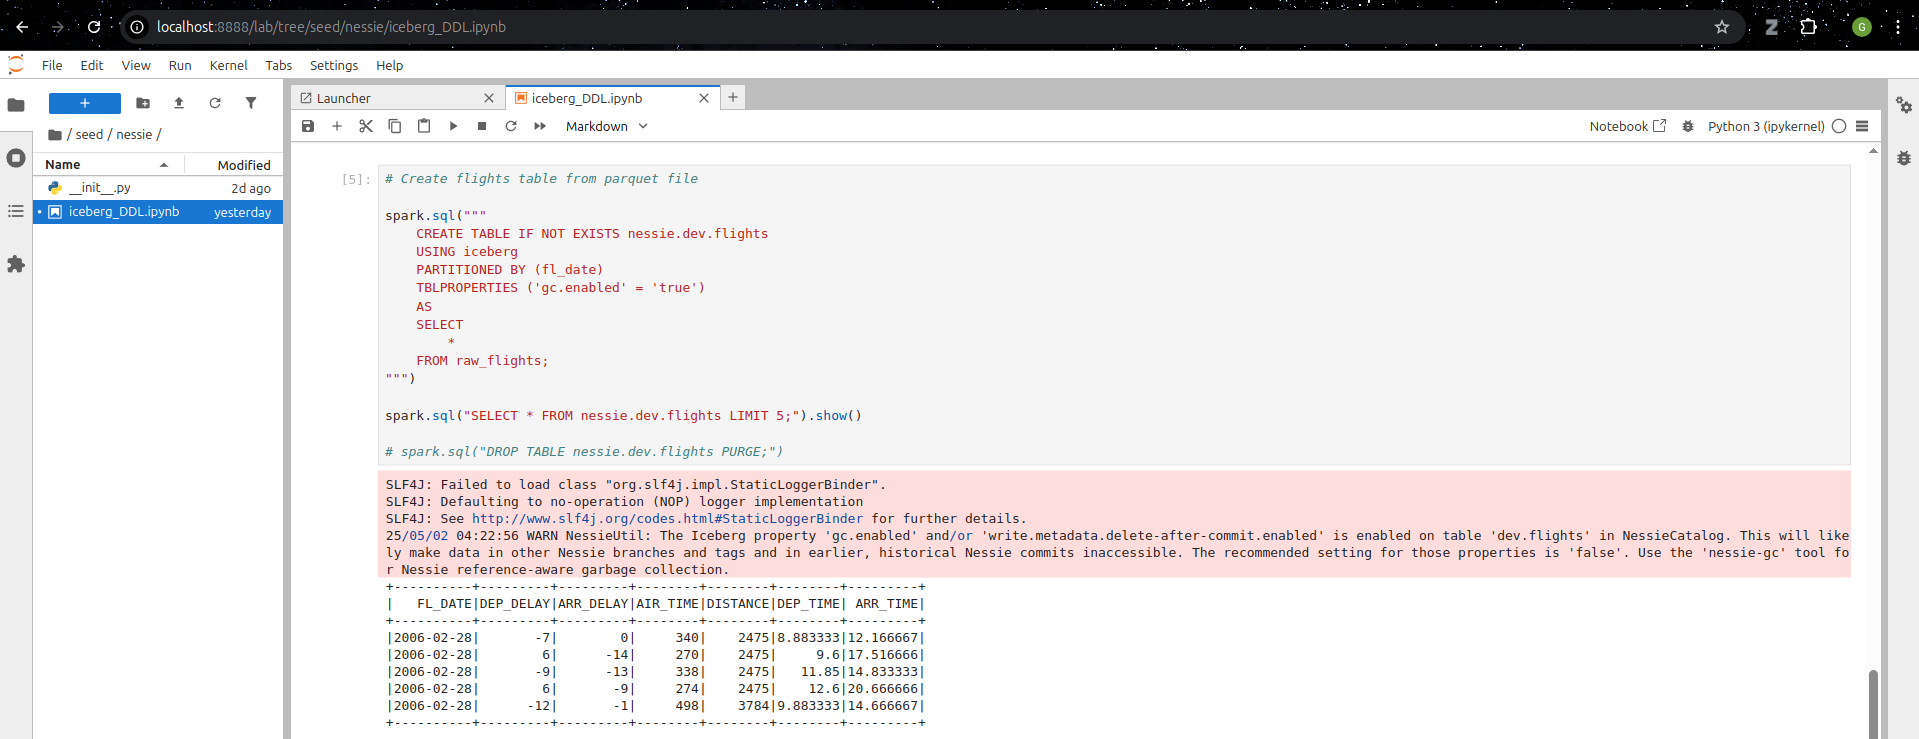 localhost:8888/lab/tree/seed/nessie/iceberg_DDL.ipynb
Z
G
File Edit View Run Kernel Tabs Settings Help
+
/ seed / nessie /
Name Modified
__init__.py 2d ago
iceberg_DDL.ipynb yesterday
Launcher
iceberg_DDL.ipynb
Markdown
Notebook
Python 3 (ipykernel)
[5]:
# Create flights table from parquet file
spark.sql("""
    CREATE TABLE IF NOT EXISTS nessie.dev.flights
    USING iceberg
    PARTITIONED BY (fl_date)
    TBLPROPERTIES ('gc.enabled' = 'true')
    AS
    SELECT
        *
    FROM raw_flights;
""")
spark.sql("SELECT * FROM nessie.dev.flights LIMIT 5;").show()
# spark.sql("DROP TABLE nessie.dev.flights PURGE;")
SLF4J: Failed to load class "org.slf4j.impl.StaticLoggerBinder".
SLF4J: Defaulting to no-operation (NOP) logger implementation
SLF4J: See http://www.slf4j.org/codes.html#StaticLoggerBinder for further details.
25/05/02 04:22:56 WARN NessieUtil: The Iceberg property 'gc.enabled' and/or 'write.metadata.delete-after-commit.enabled' is enabled on table 'dev.flights' in NessieCatalog. This will like
ly make data in other Nessie branches and tags and in earlier, historical Nessie commits inaccessible. The recommended setting for those properties is 'false'. Use the 'nessie-gc' tool fo
r Nessie reference-aware garbage collection.
+----------+---------+---------+--------+--------+--------+---------+
|   FL_DATE|DEP_DELAY|ARR_DELAY|AIR_TIME|DISTANCE|DEP_TIME| ARR_TIME|
+----------+---------+---------+--------+--------+--------+---------+
|2006-02-28|       -7|        0|     340|    2475|8.883333|12.166667|
|2006-02-28|        6|      -14|     270|    2475|     9.6|17.516666|
|2006-02-28|       -9|      -13|     338|    2475|   11.85|14.833333|
|2006-02-28|        6|       -9|     274|    2475|    12.6|20.666666|
|2006-02-28|      -12|       -1|     498|    3784|9.883333|14.666667|
+----------+---------+---------+--------+--------+--------+---------+